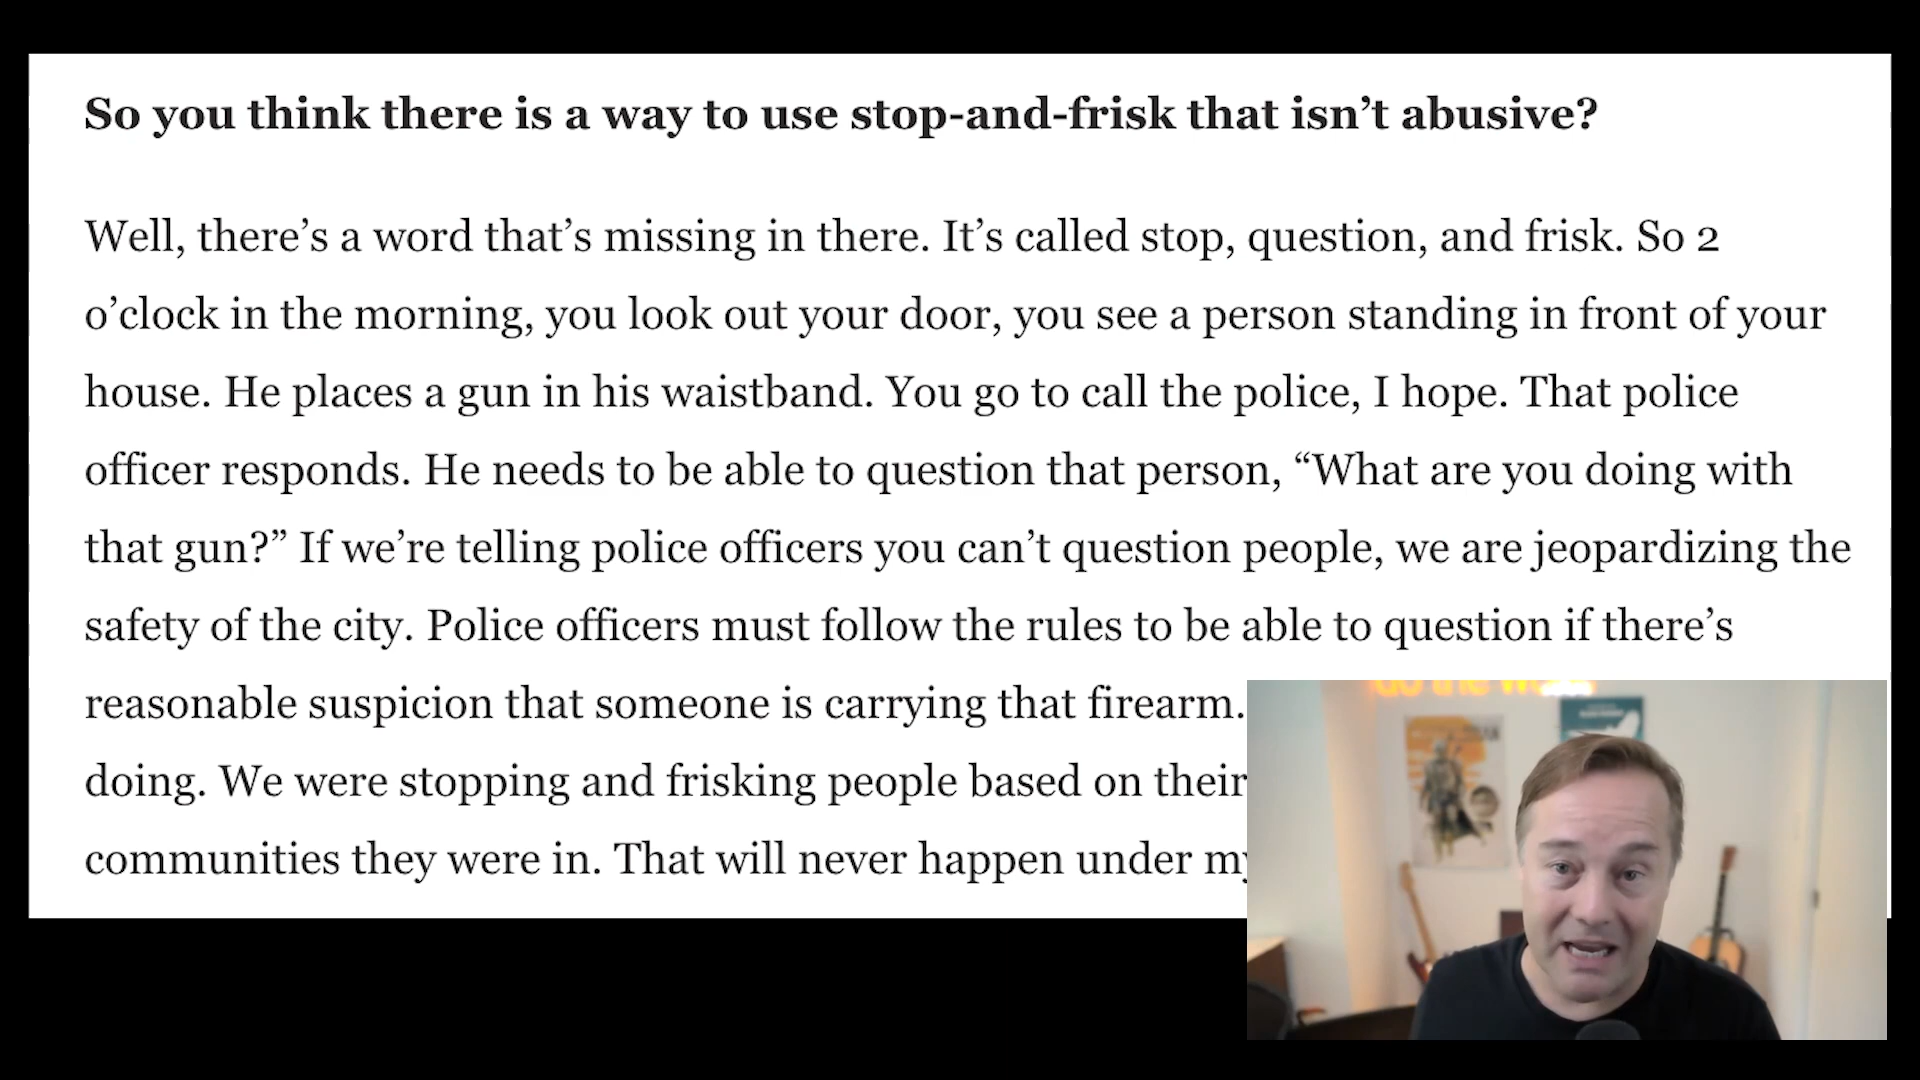 So you think there is a way to use stop-and-frisk that isn’t abusive?
Well, there’s a word that’s missing in there. It’s called stop, question, and frisk. So 2
o’clock in the morning, you look out your door, you see a person standing in front of your
house. He places a gun in his waistband. You go to call the police, I hope. That police
officer responds. He needs to be able to question that person, “What are you doing with
that gun?” If we’re telling police officers you can’t question people, we are jeopardizing the
safety of the city. Police officers must follow the rules to be able to question if there’s
reasonable suspicion that someone is carrying that firearm.
doing. We were stopping and frisking people based on their
communities they were in. That will never happen under my